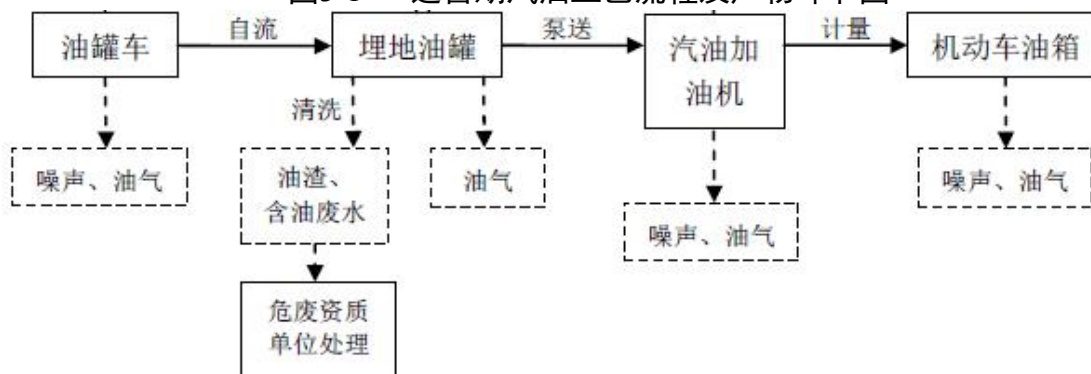 油罐车
自流
埋地油罐
泵送
汽油加
油机
计量
机动车油箱
清洗
噪声、油气
油渣、
含油废水
油气
噪声、油气
噪声、油气
危废资质
单位处理